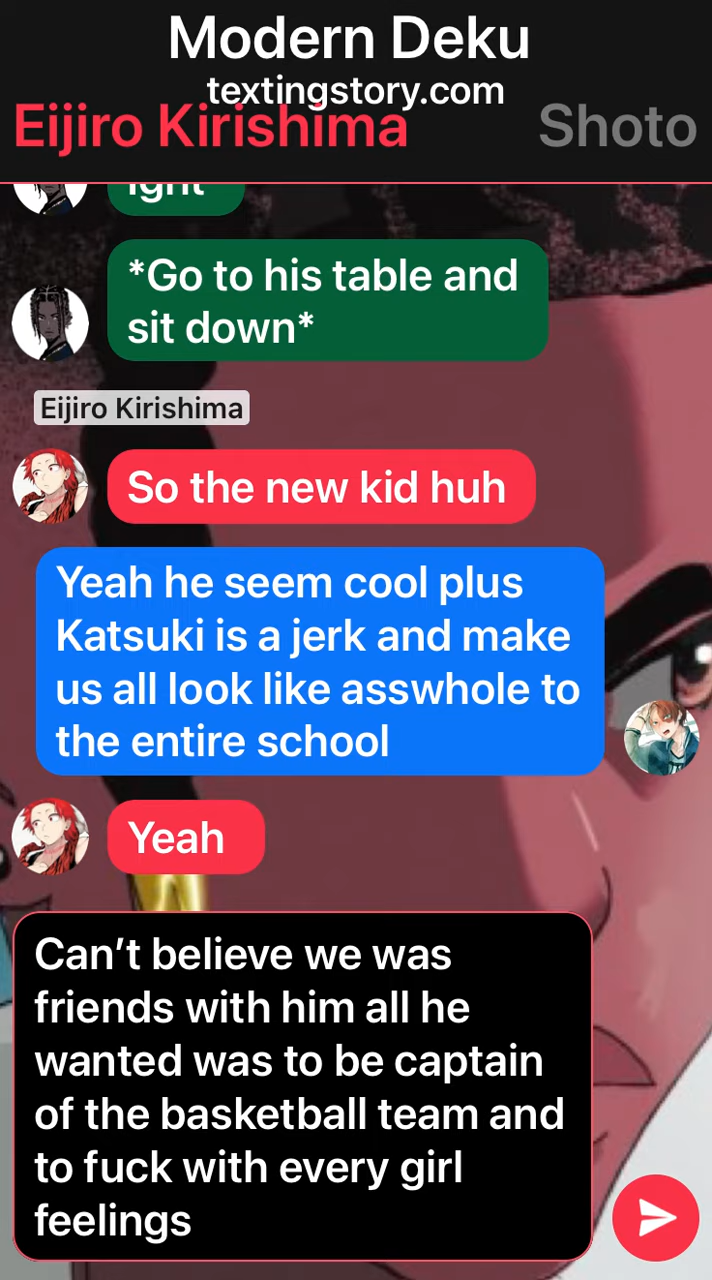 Modern Deku
textingstory.com
Eijiro Kirishima
Shoto
Ight
*Go to his table and
sit down*
Eijiro Kirishima
So the new kid huh
Yeah he seem cool plus
Katsuki is a jerk and make
us all look like asswhole to
the entire school
Yeah
Can’t believe we was
friends with him all he
wanted was to be captain
of the basketball team and
to fuck with every girl
feelings